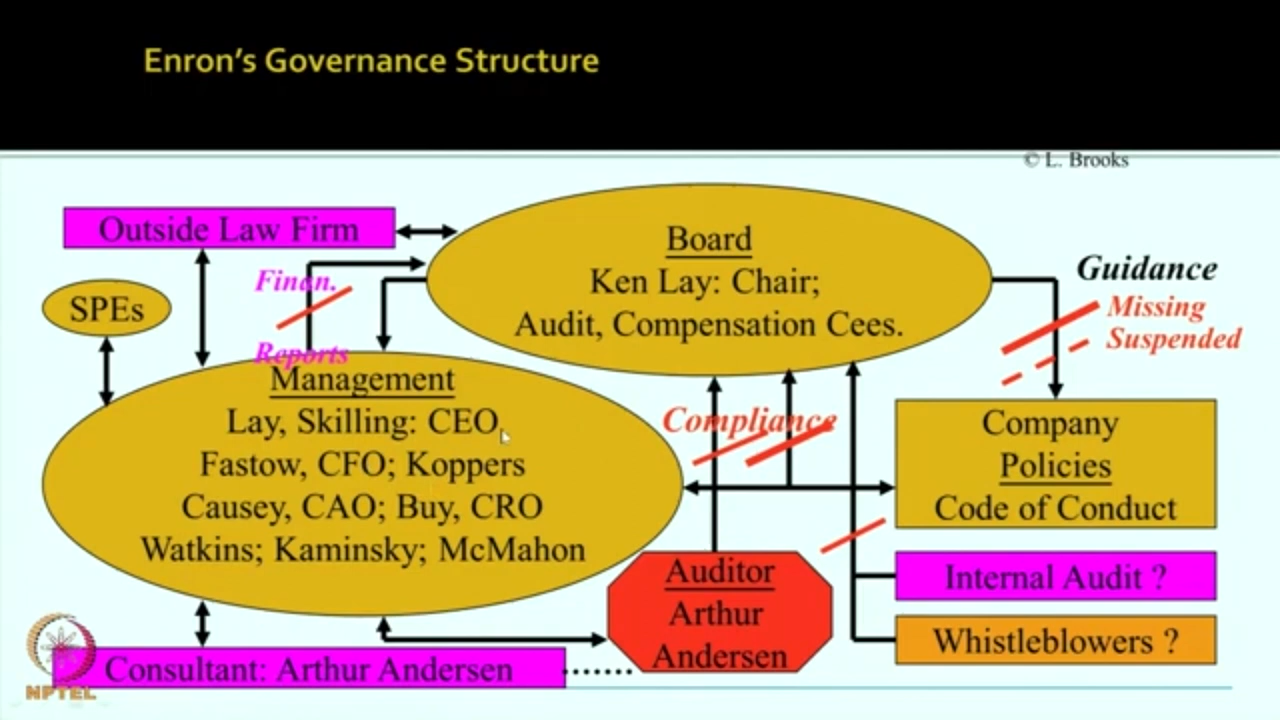 Enron's Governance Structure
© L. Brooks
Outside Law Firm
Board
Ken Lay: Chair;
Audit, Compensation Cees.
Guidance
Missing
Suspended
Finan.
Reports
SPEs
Management
Lay, Skilling: CEO
Fastow, CFO; Koppers
Causey, CAO; Buy, CRO
Watkins; Kaminsky; McMahon
Compliance
Company
Policies
Code of Conduct
Auditor
Arthur
Andersen
Internal Audit ?
Whistleblowers ?
Consultant: Arthur Andersen
NPTEL